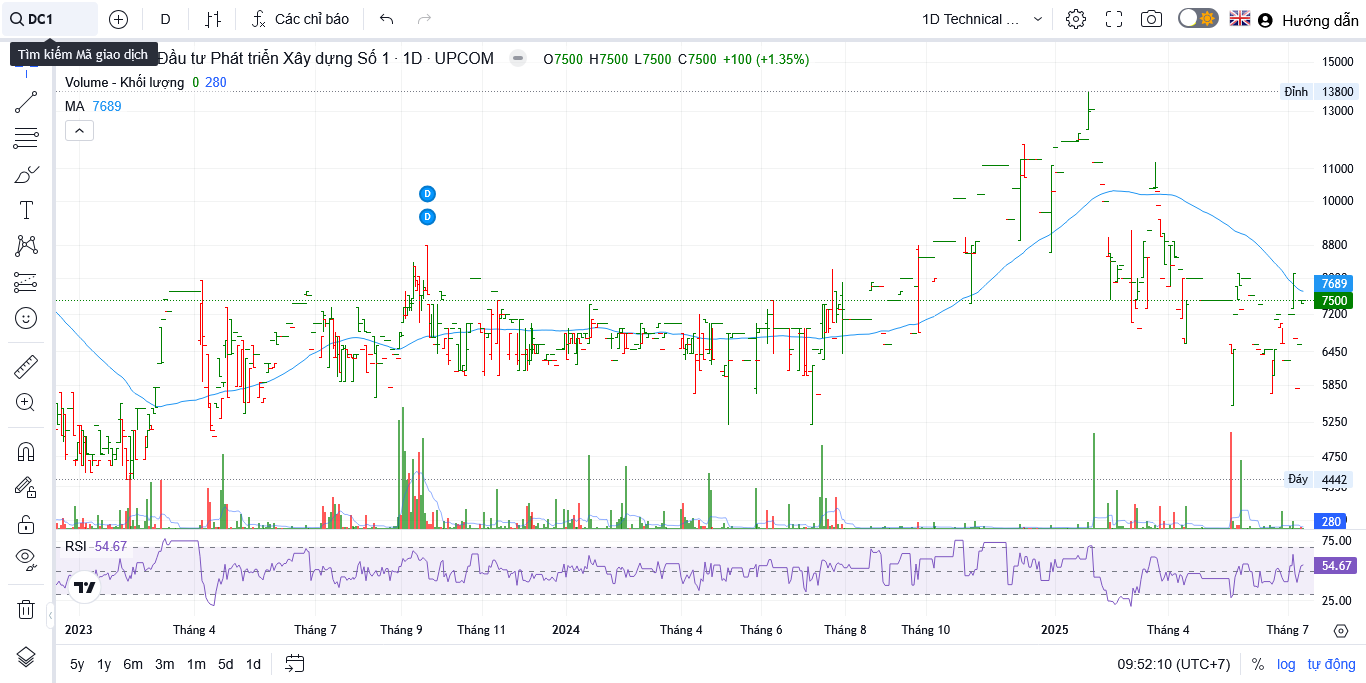 DC1
D
Các chỉ báo
1D Technical ...
Hướng dẫn
Tìm kiếm Mã giao dịch
Đầu tư Phát triển Xây dựng Số 1 · 1D · UPCOM
O7500 H7500 L7500 C7500 +100 (+1.35%)
Volume - Khối lượng 0 280
MA 7689
15000
Đỉnh 13800
13000
11000
10000
8800
7689
7500
7200
6450
5850
5250
4750
Đáy 4442
280
D
D
RSI 54.67
75.00
54.67
25.00
2023 Tháng 4 Tháng 7 Tháng 9 Tháng 11 2024 Tháng 4 Tháng 6 Tháng 8 Tháng 10 2025 Tháng 4 Tháng 7
5y 1y 6m 3m 1m 5d 1d
09:52:10 (UTC+7) % log tự động